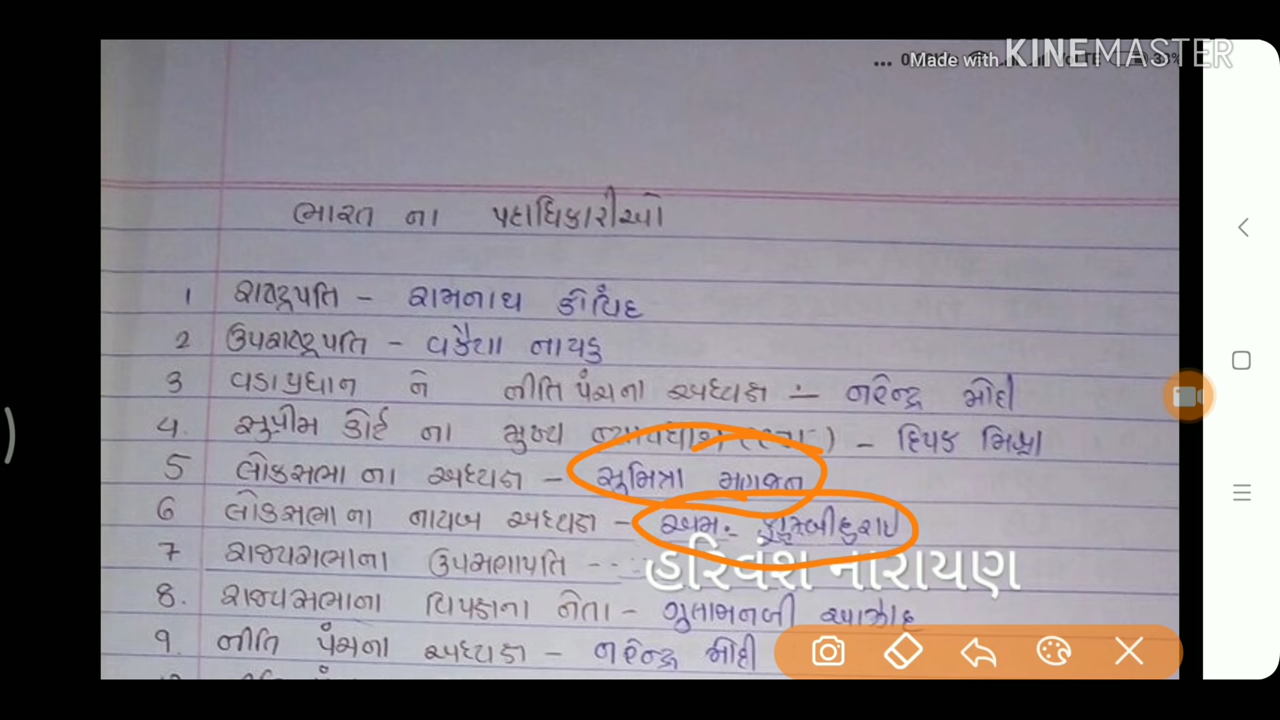 Made with KINEMASTER
ભારત ના પદાધિકારીઓ
1 રાષ્ટ્રપતિ - રામનાથ કોવિંદ
2 ઉપરાષ્ટ્રપતિ - વકૈયા નાયડુ
3 વડાપ્રધાન ને નીતિ પંચના અધ્યક્ષ :- નરેન્દ્ર મોદી
4. સુપ્રીમ કોર્ટ ના મુખ્ય - દિપક મિશ્રા
5 લોકસભા ના અધ્યક્ષ - સુમિત્રા મહાજન
6 લોકસભા ના નાયબ અધ્યક્ષ - એમ.
7 રાજ્યસભાના ઉપસભાપતિ -- હરિવંશ નારાયણ
8. રાજ્યસભાના વિપક્ષના નેતા - ગુલામનબી આઝાદ
9. નીતિ પંચના અધ્યક્ષ - નરેન્દ્ર મોદી